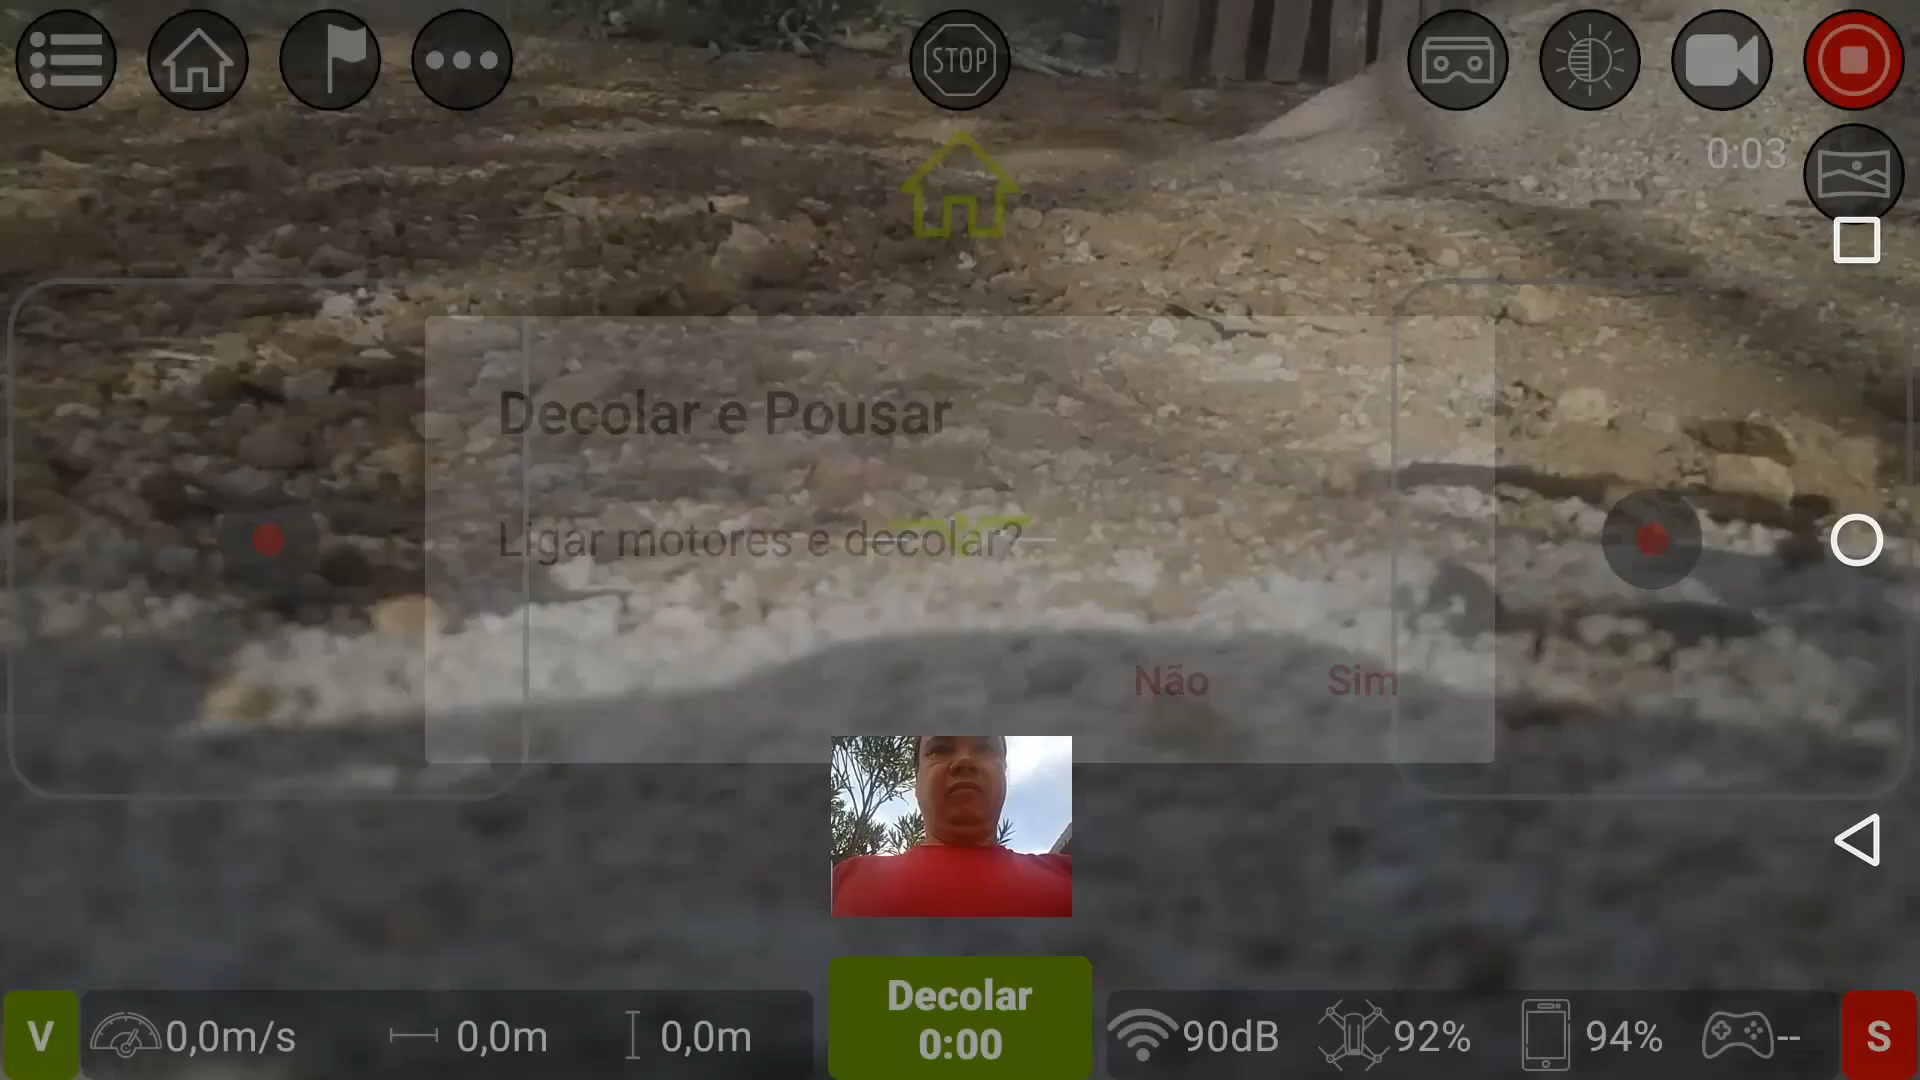 STOP
0:03
Decolar e Pousar
Ligar motores e decolar?
Não Sim
Decolar
0:00
V 0,0m/s 0,0m 0,0m 90dB 92% 94% -- S